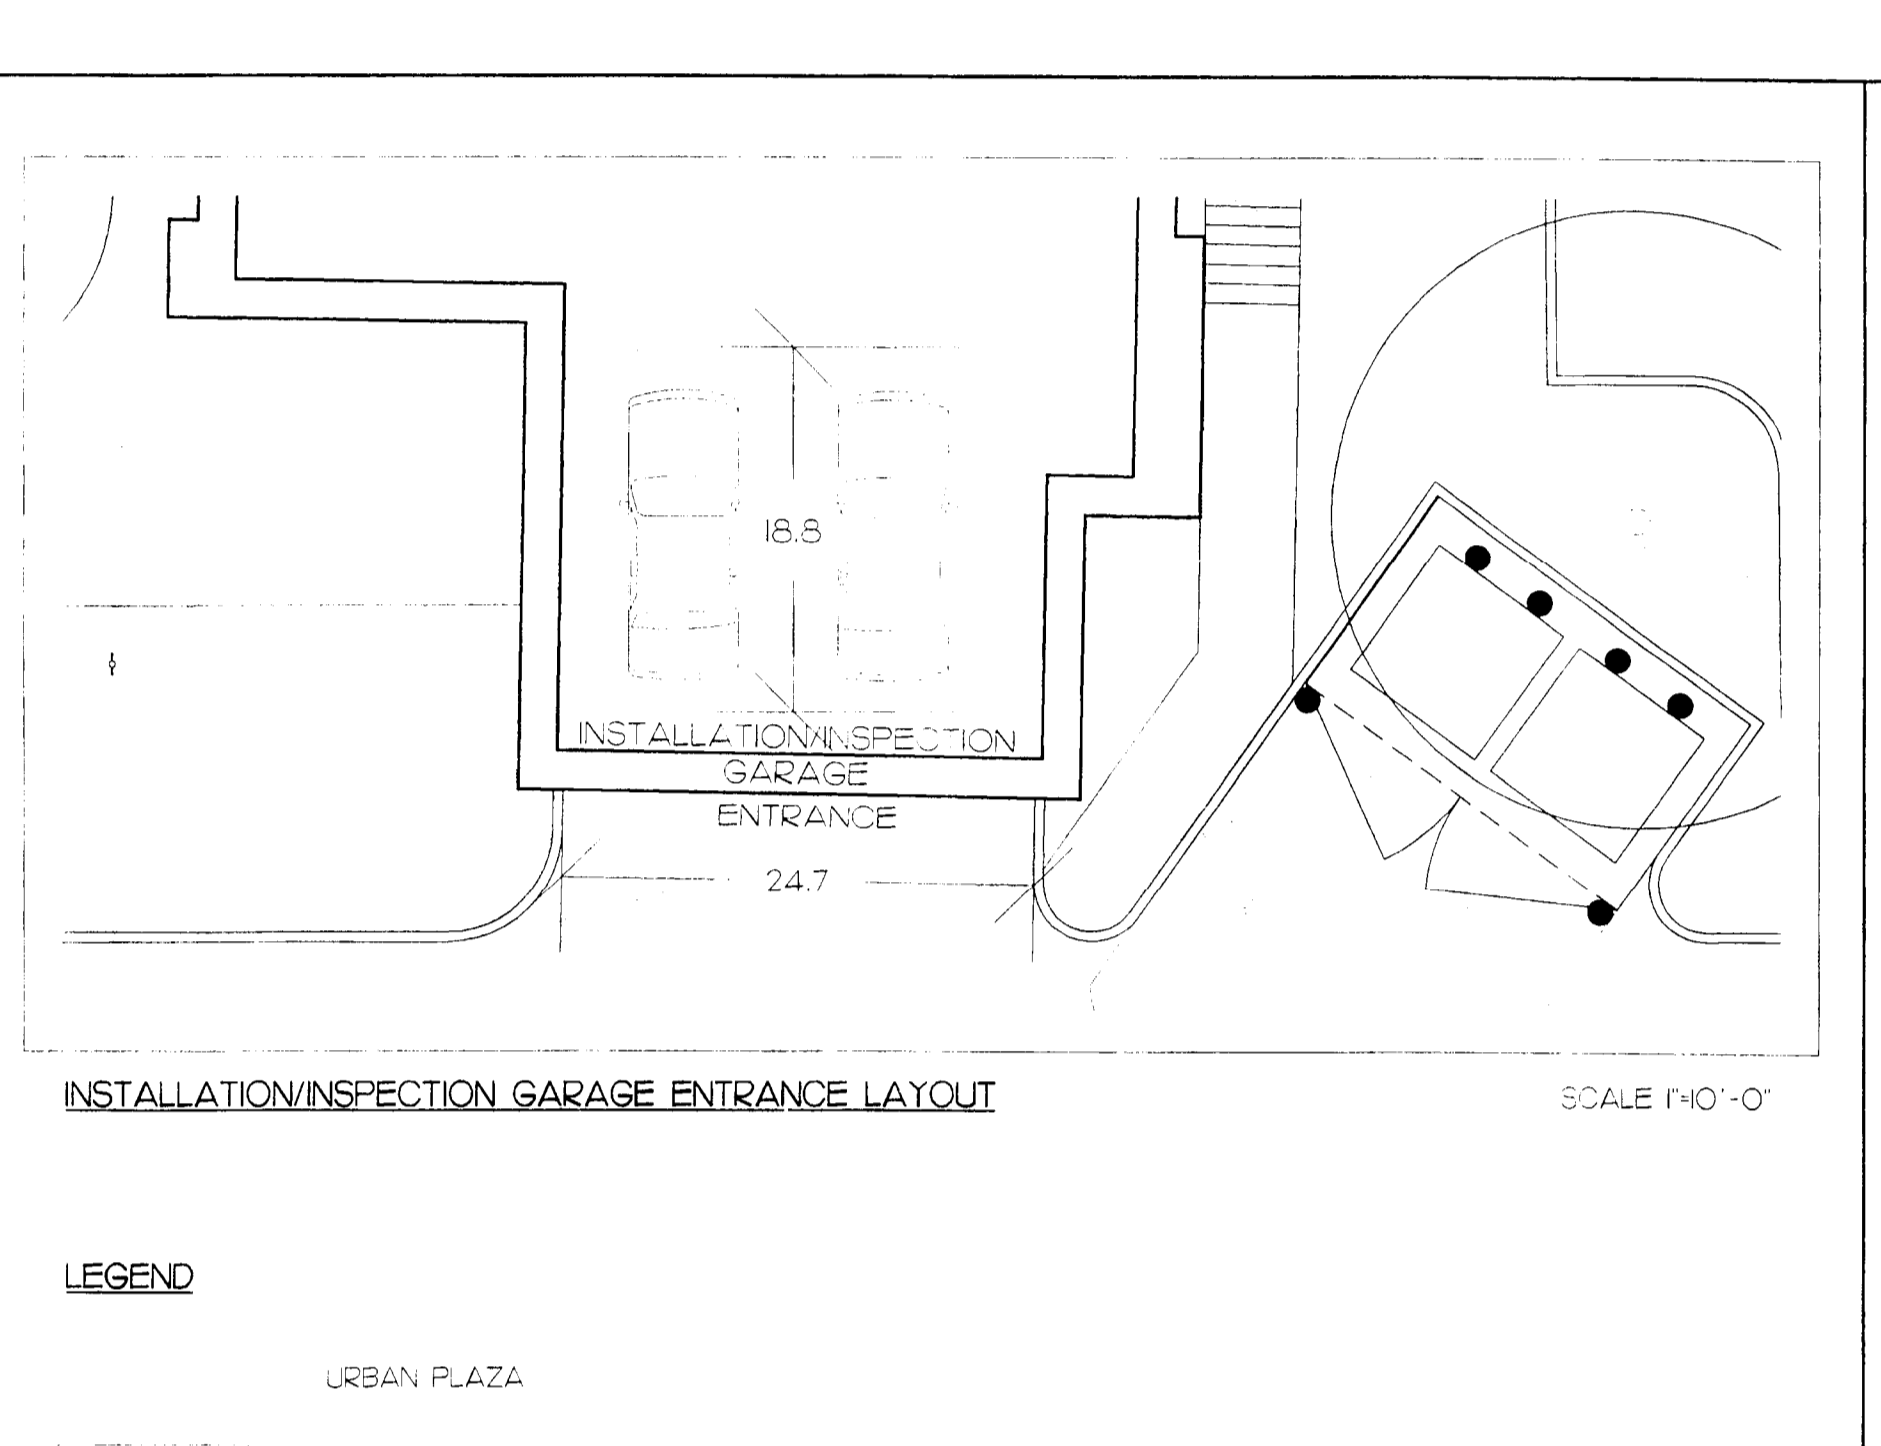 18.8
INSTALLATION/INSPECTION
GARAGE
ENTRANCE
24.7
INSTALLATION/INSPECTION GARAGE ENTRANCE LAYOUT
SCALE 1"=10'-0"
LEGEND
URBAN PLAZA